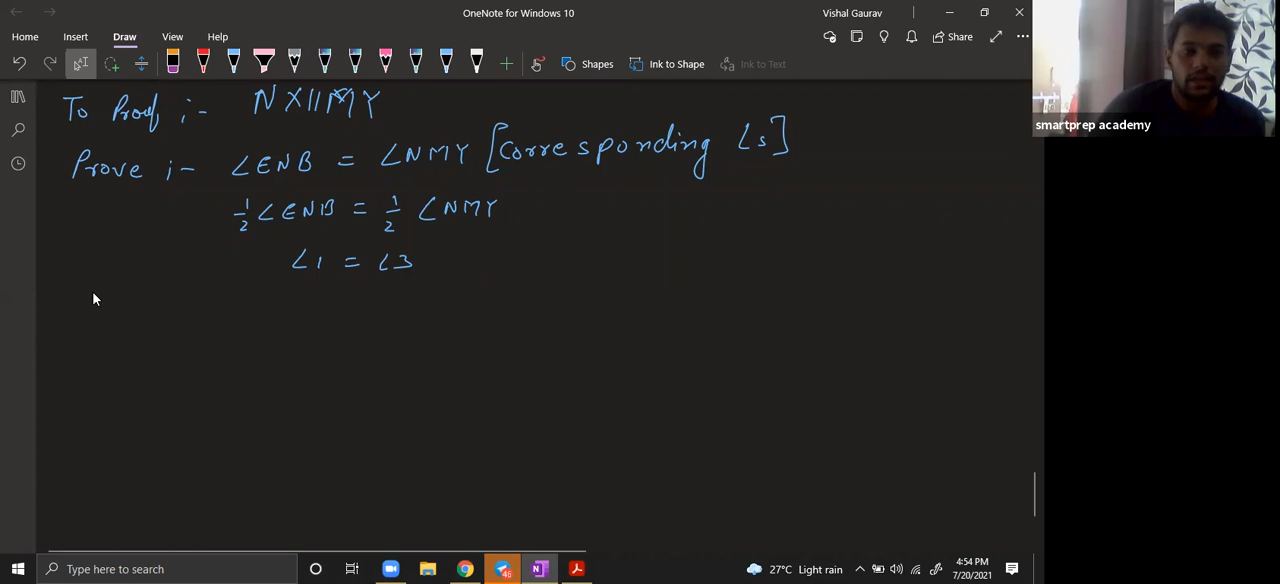 OneNote for Windows 10
Vishal Gaurav
Home Insert Draw View Help
Share
Shapes
Ink to Shape
Ink to Text
smartprep academy
To Proof :- NX || MY
Prove :- ∠ENB = ∠NMY [Corresponding ∠s]
1/2 ∠ENB = 1/2 ∠NMY
∠1 = ∠3
Type here to search
46
27°C Light rain
4:54 PM
7/20/2021